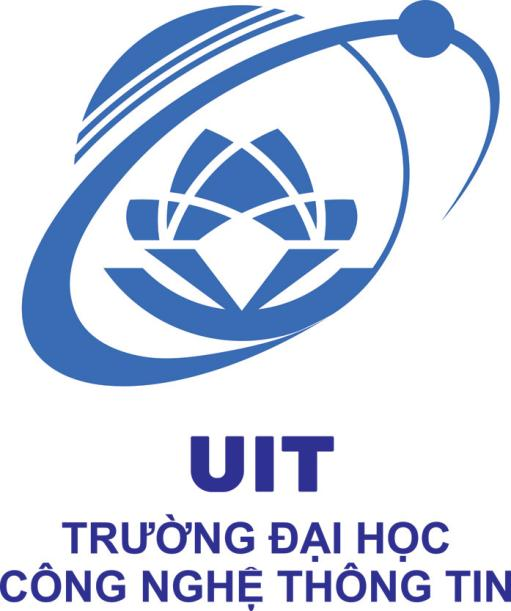 UIT
TRƯỜNG ĐẠI HỌC
CÔNG NGHỆ THÔNG TIN